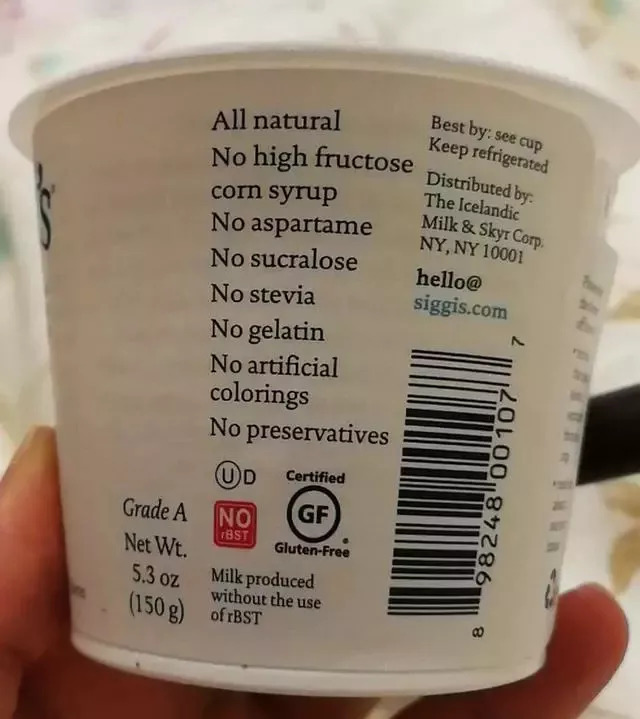 's
All natural
No high fructose
corn syrup
No aspartame
No sucralose
No stevia
No gelatin
No artificial
colorings
No preservatives
Best by: see cup
Keep refrigerated
Distributed by:
The Icelandic
Milk & Skyr Corp.
NY, NY 10001
hello@
siggis.com
8 98248 00107 7
Grade A
Net Wt.
5.3 oz
(150 g)
U D
NO
rBST
Certified
GF
Gluten-Free
Milk produced
without the use
of rBST